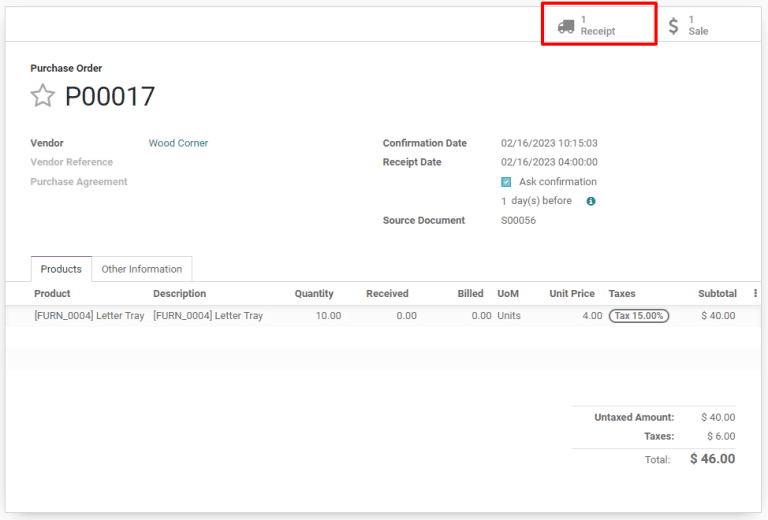 1
Receipt
1
Sale
Purchase Order
P00017
Vendor Wood Corner
Confirmation Date 02/16/2023 10:15:03
Vendor Reference
Receipt Date 02/16/2023 04:00:00
Purchase Agreement
Ask confirmation
1 day(s) before
Source Document S00056
Products Other Information
Product Description Quantity Received Billed UoM Unit Price Taxes Subtotal
[FURN_0004] Letter Tray [FURN_0004] Letter Tray 10.00 0.00 0.00 Units 4.00 Tax 15.00% $ 40.00
Untaxed Amount: $ 40.00
Taxes: $ 6.00
Total: $ 46.00